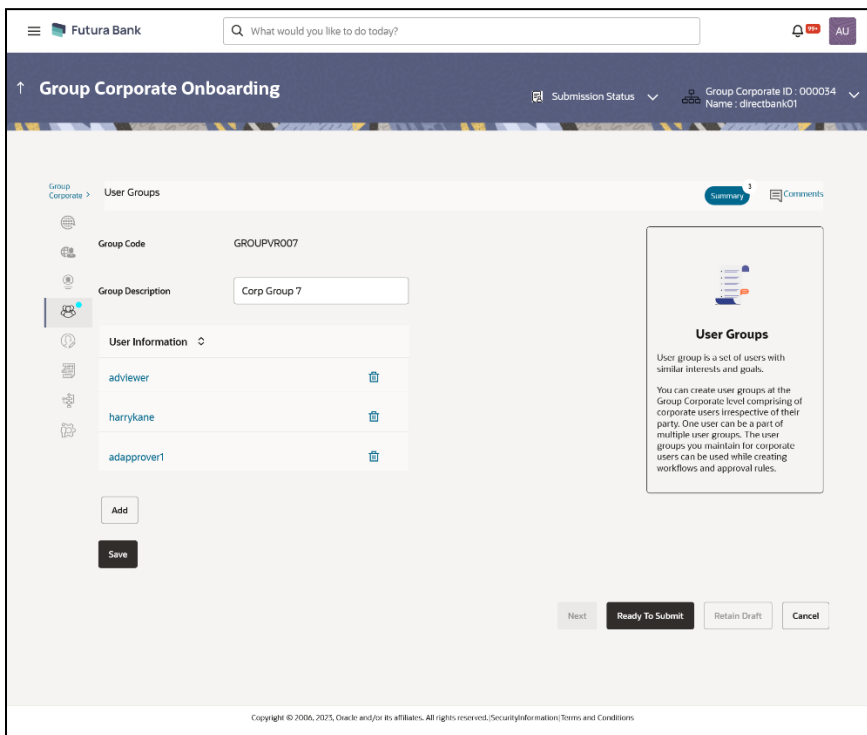 Futura Bank
What would you like to do today?
99+
AU
↑ Group Corporate Onboarding
Submission Status
Group Corporate ID : 000034
Name : directbank01
Group
Corporate >
User Groups
Summary
3
Comments
Group Code
GROUPVR007
Group Description
Corp Group 7
User Information
adviewer
harrykane
adapprover1
Add
Save
User Groups
User group is a set of users with
similar interests and goals.
You can create user groups at the
Group Corporate level comprising of
corporate users irrespective of their
party. One user can be a part of
multiple user groups. The user
groups you maintain for corporate
users can be used while creating
workflows and approval rules.
Next
Ready To Submit
Retain Draft
Cancel
Copyright © 2006, 2023, Oracle and/or its affiliates. All rights reserved.|SecurityInformation|Terms and Conditions